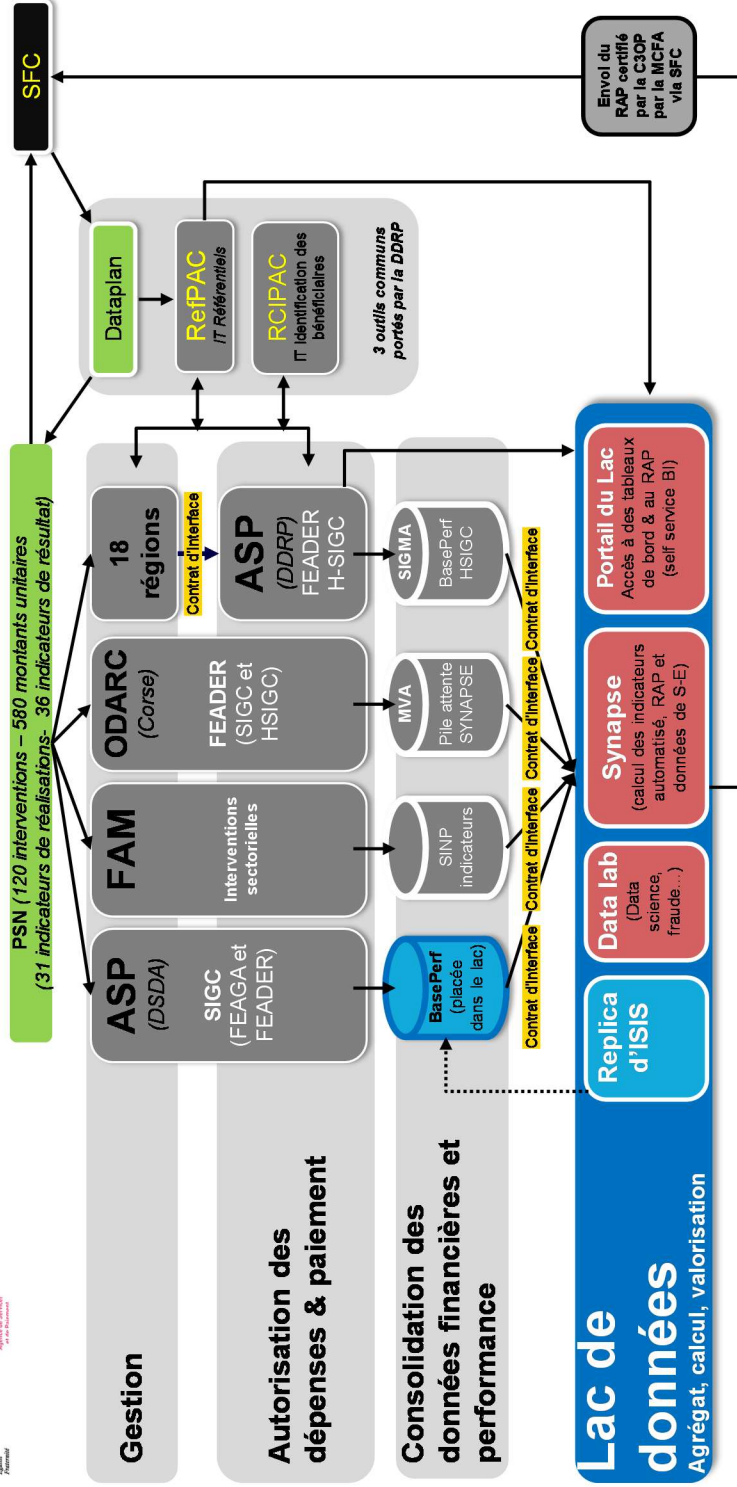 PSN (120 interventions – 580 montants unitaires
(31 indicateurs de réalisations- 36 indicateurs de résultat)
SFC
Dataplan
RefPAC
IT Référentiels
RCIPAC
IT Identification des
bénéficiaires
3 outils communs
portés par la DDRP
Gestion
Autorisation des
dépenses & paiement
ASP
(DSDA)
SIGC
(FEAGA et
FEADER)
FAM
Interventions
sectorielles
ODARC
(Corse)
FEADER
(SIGC et
HSIGC)
18
régions
Contrat d'Interface
ASP
(DDRP)
FEADER
H-SIGC
Consolidation des
données financières et
performance
BasePerf
(placée
dans le lac)
SINP
indicateurs
MVA
Pile attente
SYNAPSE
SIGMA
BasePerf
HSIGC
Contrat d'Interface
Contrat d'Interface
Contrat d'Interface
Contrat d'Interface
Lac de
données
Agrégat, calcul, valorisation
Replica
d'ISIS
Data lab
(Data
science,
fraude...)
Synapse
(calcul des indicateurs
automatisé, RAP et
données de S-E)
Portail du Lac
Accès à des tableaux
de bord & au RAP
(self service BI)
Envoi du
RAP certifié
par la C3OP
par la MCFA
via SFC
Fraternité
Agence de Services
et de Paiement